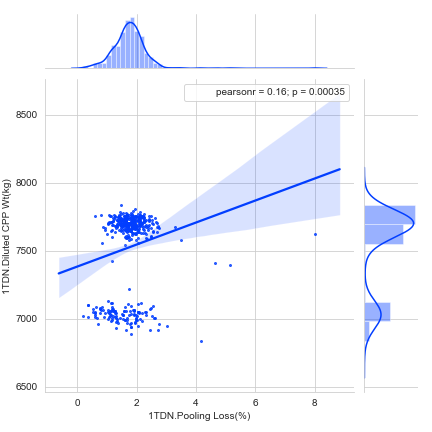 pearsonr = 0.16; p = 0.00035
1TDN.Diluted CPP Wt(kg)
8500
8000
7500
7000
6500
0 2 4 6 8
1TDN.Pooling Loss(%)